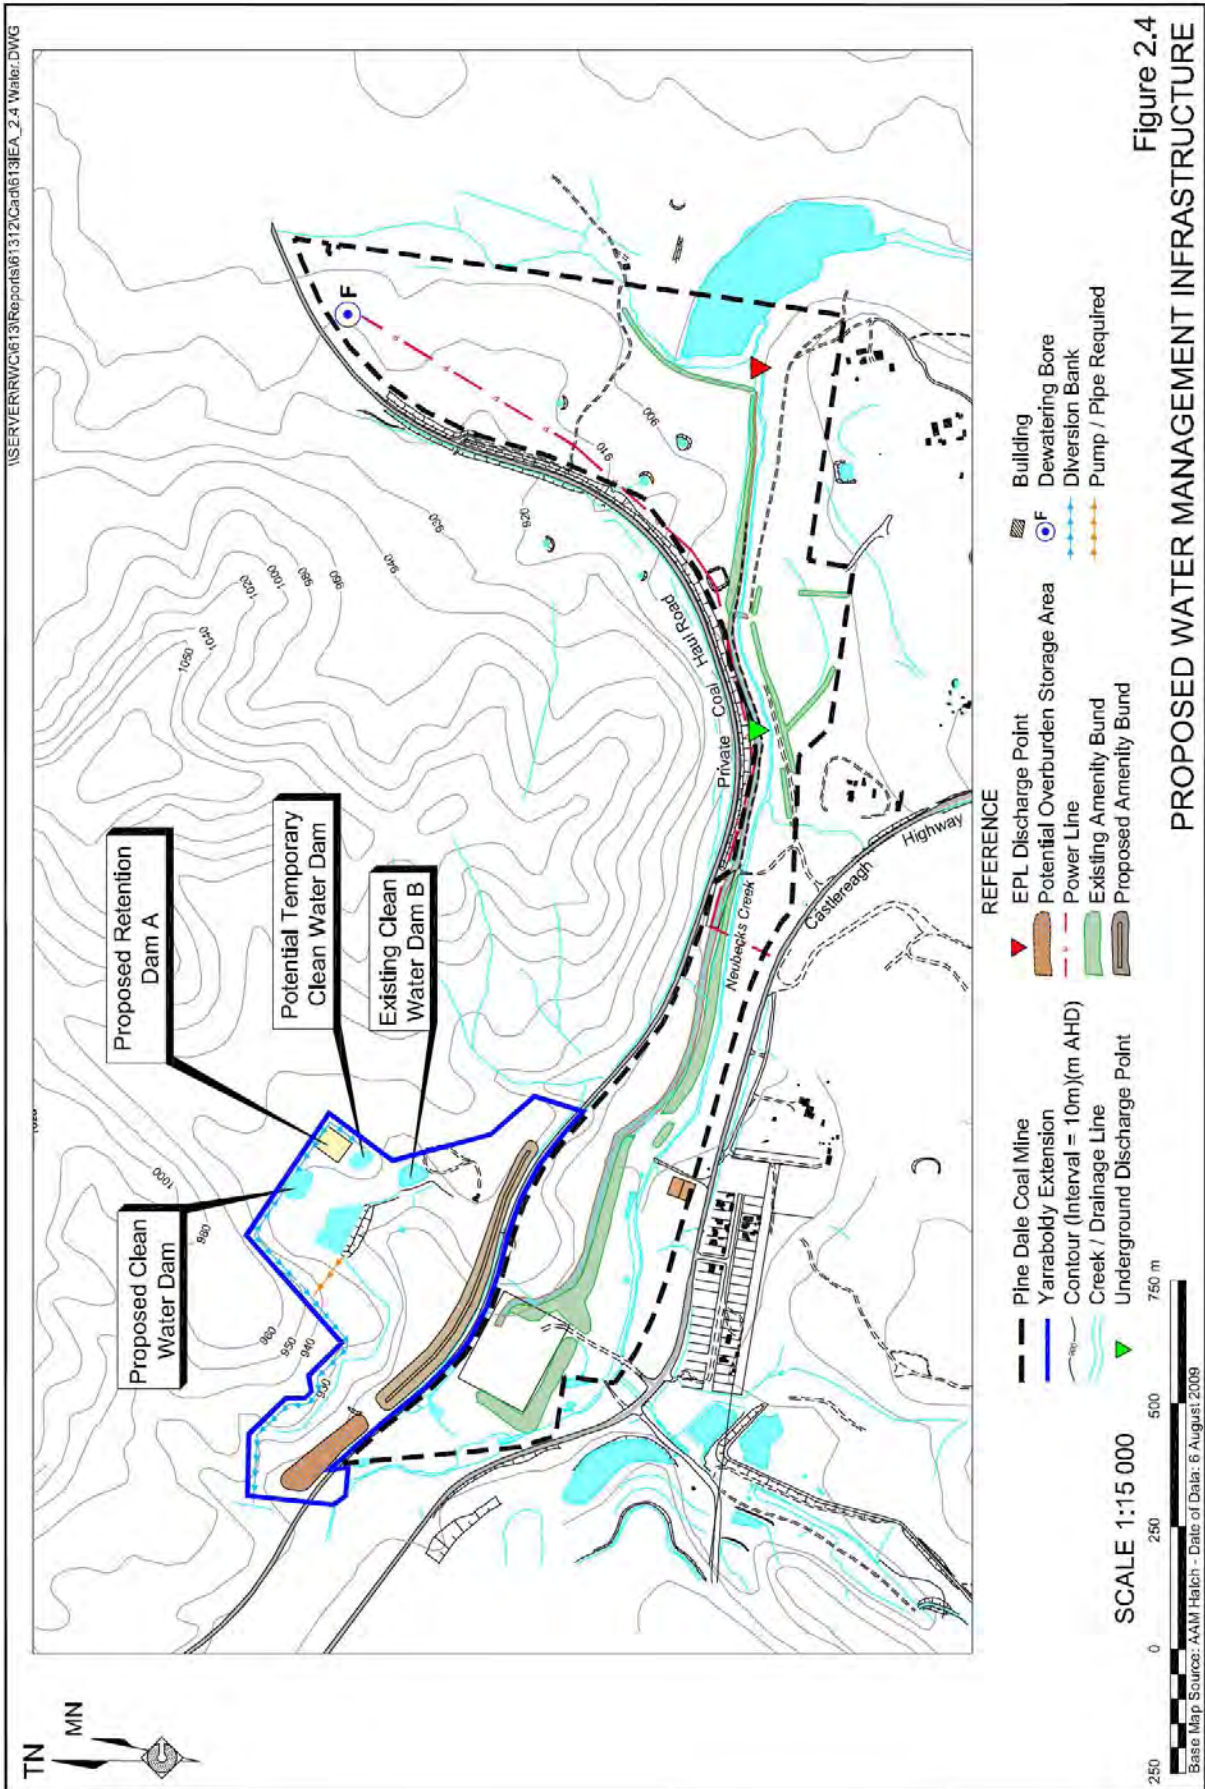 \\SERVER\RWC\613\Reports\61312\Cad\613IEA_2.4 Water.DWG
TN
MN
Proposed Clean
Water Dam
Proposed Retention
Dam A
Potential Temporary
Clean Water Dam
Existing Clean
Water Dam B
1000
980
960
950
940
930
1050
1040
1020
1000
980
960
940
930
920
910
900
F
Private Coal Haul Road
Neubecks Creek
Castlereagh Highway
REFERENCE
Pine Dale Coal Mine
Yarraboldy Extension
Contour (Interval = 10m)(m AHD)
Creek / Drainage Line
Underground Discharge Point
EPL Discharge Point
Potential Overburden Storage Area
Power Line
Existing Amenity Bund
Proposed Amenity Bund
Building
F
Dewatering Bore
Diversion Bank
Pump / Pipe Required
SCALE 1:15 000
250 0 250 500 750 m
Base Map Source: AAM Hatch - Date of Data: 6 August 2009
Figure 2.4
PROPOSED WATER MANAGEMENT INFRASTRUCTURE